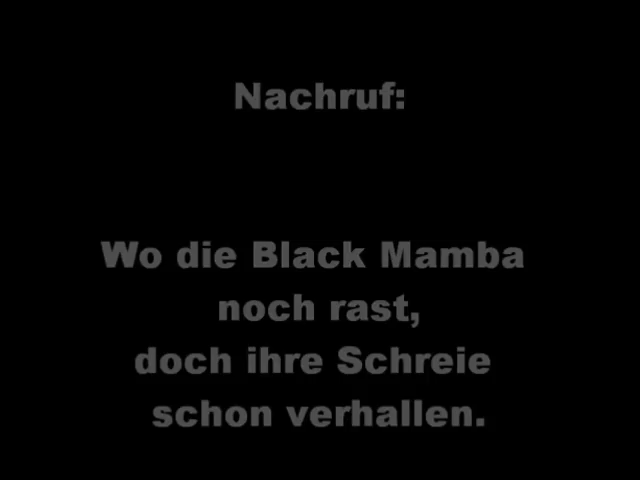 Nachruf:
Wo die Black Mamba
noch rast,
doch ihre Schreie
schon verhallen.